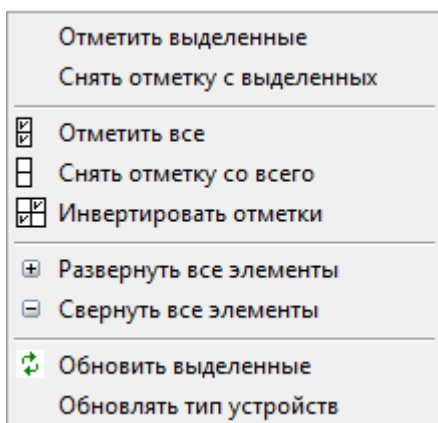 Отметить выделенные
Снять отметку с выделенных
Отметить все
Снять отметку со всего
Инвертировать отметки
Развернуть все элементы
Свернуть все элементы
Обновить выделенные
Обновлять тип устройств